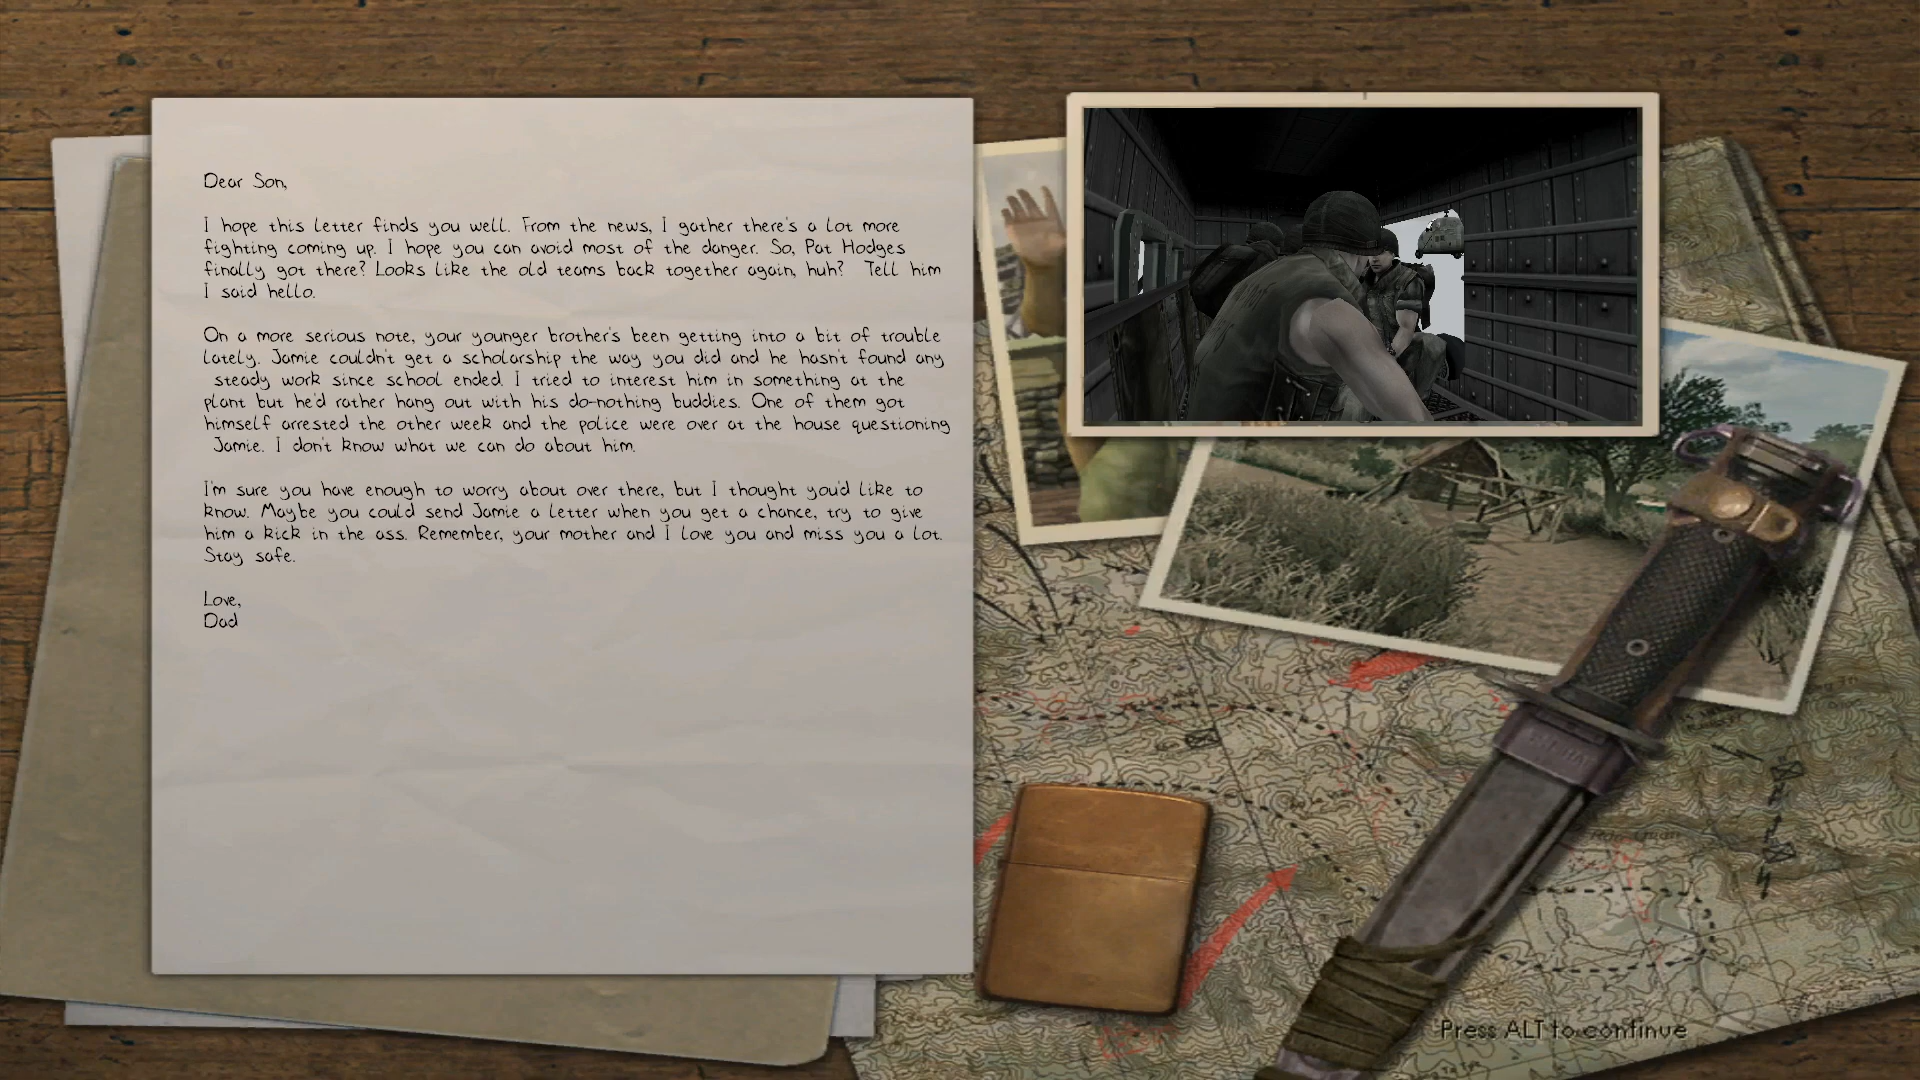 Dear Son,
I hope this letter finds you well. From the news, I gather there's a lot more
fighting coming up. I hope you can avoid most of the danger. So, Pat Hodges
finally got there? Looks like the old teams back together again, huh? Tell him
I said hello.
On a more serious note, your younger brother's been getting into a bit of trouble
lately. Jamie couldn't get a scholarship the way you did and he hasn't found any
steady work since school ended. I tried to interest him in something at the
plant but he'd rather hang out with his do-nothing buddies. One of them got
himself arrested the other week and the police were over at the house questioning
Jamie. I don't know what we can do about him.
I'm sure you have enough to worry about over there, but I thought you'd like to
know. Maybe you could send Jamie a letter when you get a chance, try to give
him a kick in the ass. Remember, your mother and I love you and miss you a lot.
Stay safe.
Love,
Dad
Press ALT to continue